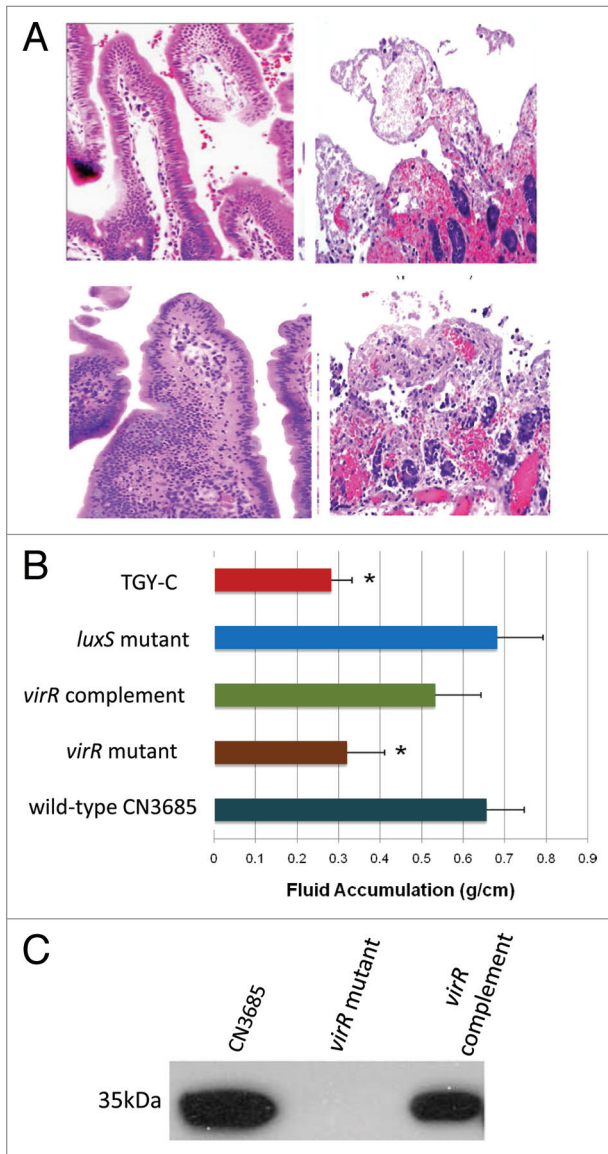 A
B
TGY-C
*
luxS mutant
virR complement
virR mutant
*
wild-type CN3685
0 0.1 0.2 0.3 0.4 0.5 0.6 0.7 0.8 0.9
Fluid Accumulation (g/cm)
C
CN3685
virR mutant
virR
complement
35kDa